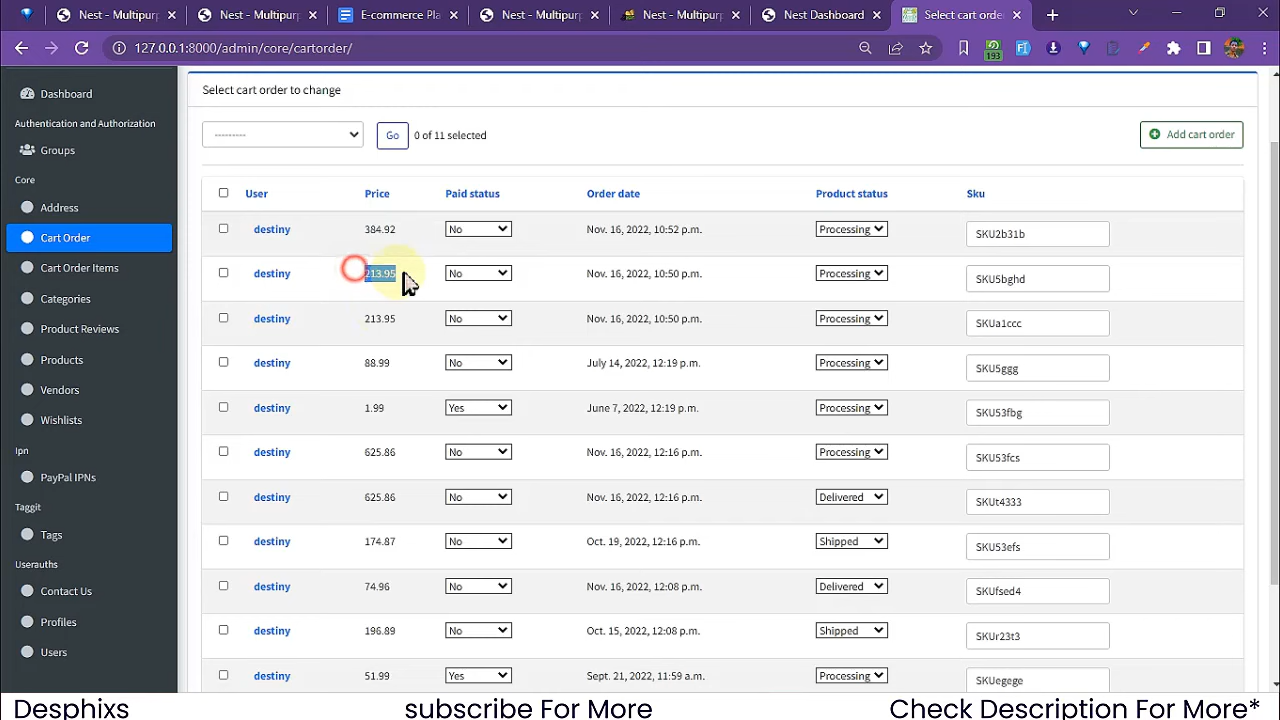 Nest - Multipurp
Nest - Multipurp
E-commerce Pla
Nest - Multipurp
Nest - Multipurp
Nest Dashboard
Select cart orde
127.0.0.1:8000/admin/core/cartorder/
193
Dashboard
Authentication and Authorization
Groups
Core
Address
Cart Order
Cart Order Items
Categories
Product Reviews
Products
Vendors
Wishlists
Ipn
PayPal IPNs
Taggit
Tags
Userauths
Contact Us
Profiles
Users
Select cart order to change
--------- Go 0 of 11 selected Add cart order
User Price Paid status Order date Product status Sku
destiny 384.92 No Nov. 16, 2022, 10:52 p.m. Processing SKU2b31b
destiny 213.95 No Nov. 16, 2022, 10:50 p.m. Processing SKU5bghd
destiny 213.95 No Nov. 16, 2022, 10:50 p.m. Processing SKUa1ccc
destiny 88.99 No July 14, 2022, 12:19 p.m. Processing SKU5ggg
destiny 1.99 Yes June 7, 2022, 12:19 p.m. Processing SKU53fbg
destiny 625.86 No Nov. 16, 2022, 12:16 p.m. Processing SKU53fcs
destiny 625.86 No Nov. 16, 2022, 12:16 p.m. Delivered SKUt4333
destiny 174.87 No Oct. 19, 2022, 12:16 p.m. Shipped SKU53efs
destiny 74.96 No Nov. 16, 2022, 12:08 p.m. Delivered SKUfsed4
destiny 196.89 No Oct. 15, 2022, 12:08 p.m. Shipped SKUr23t3
destiny 51.99 Yes Sept. 21, 2022, 11:59 a.m. Processing SKUegege
Desphixs subscribe For More Check Description For More*